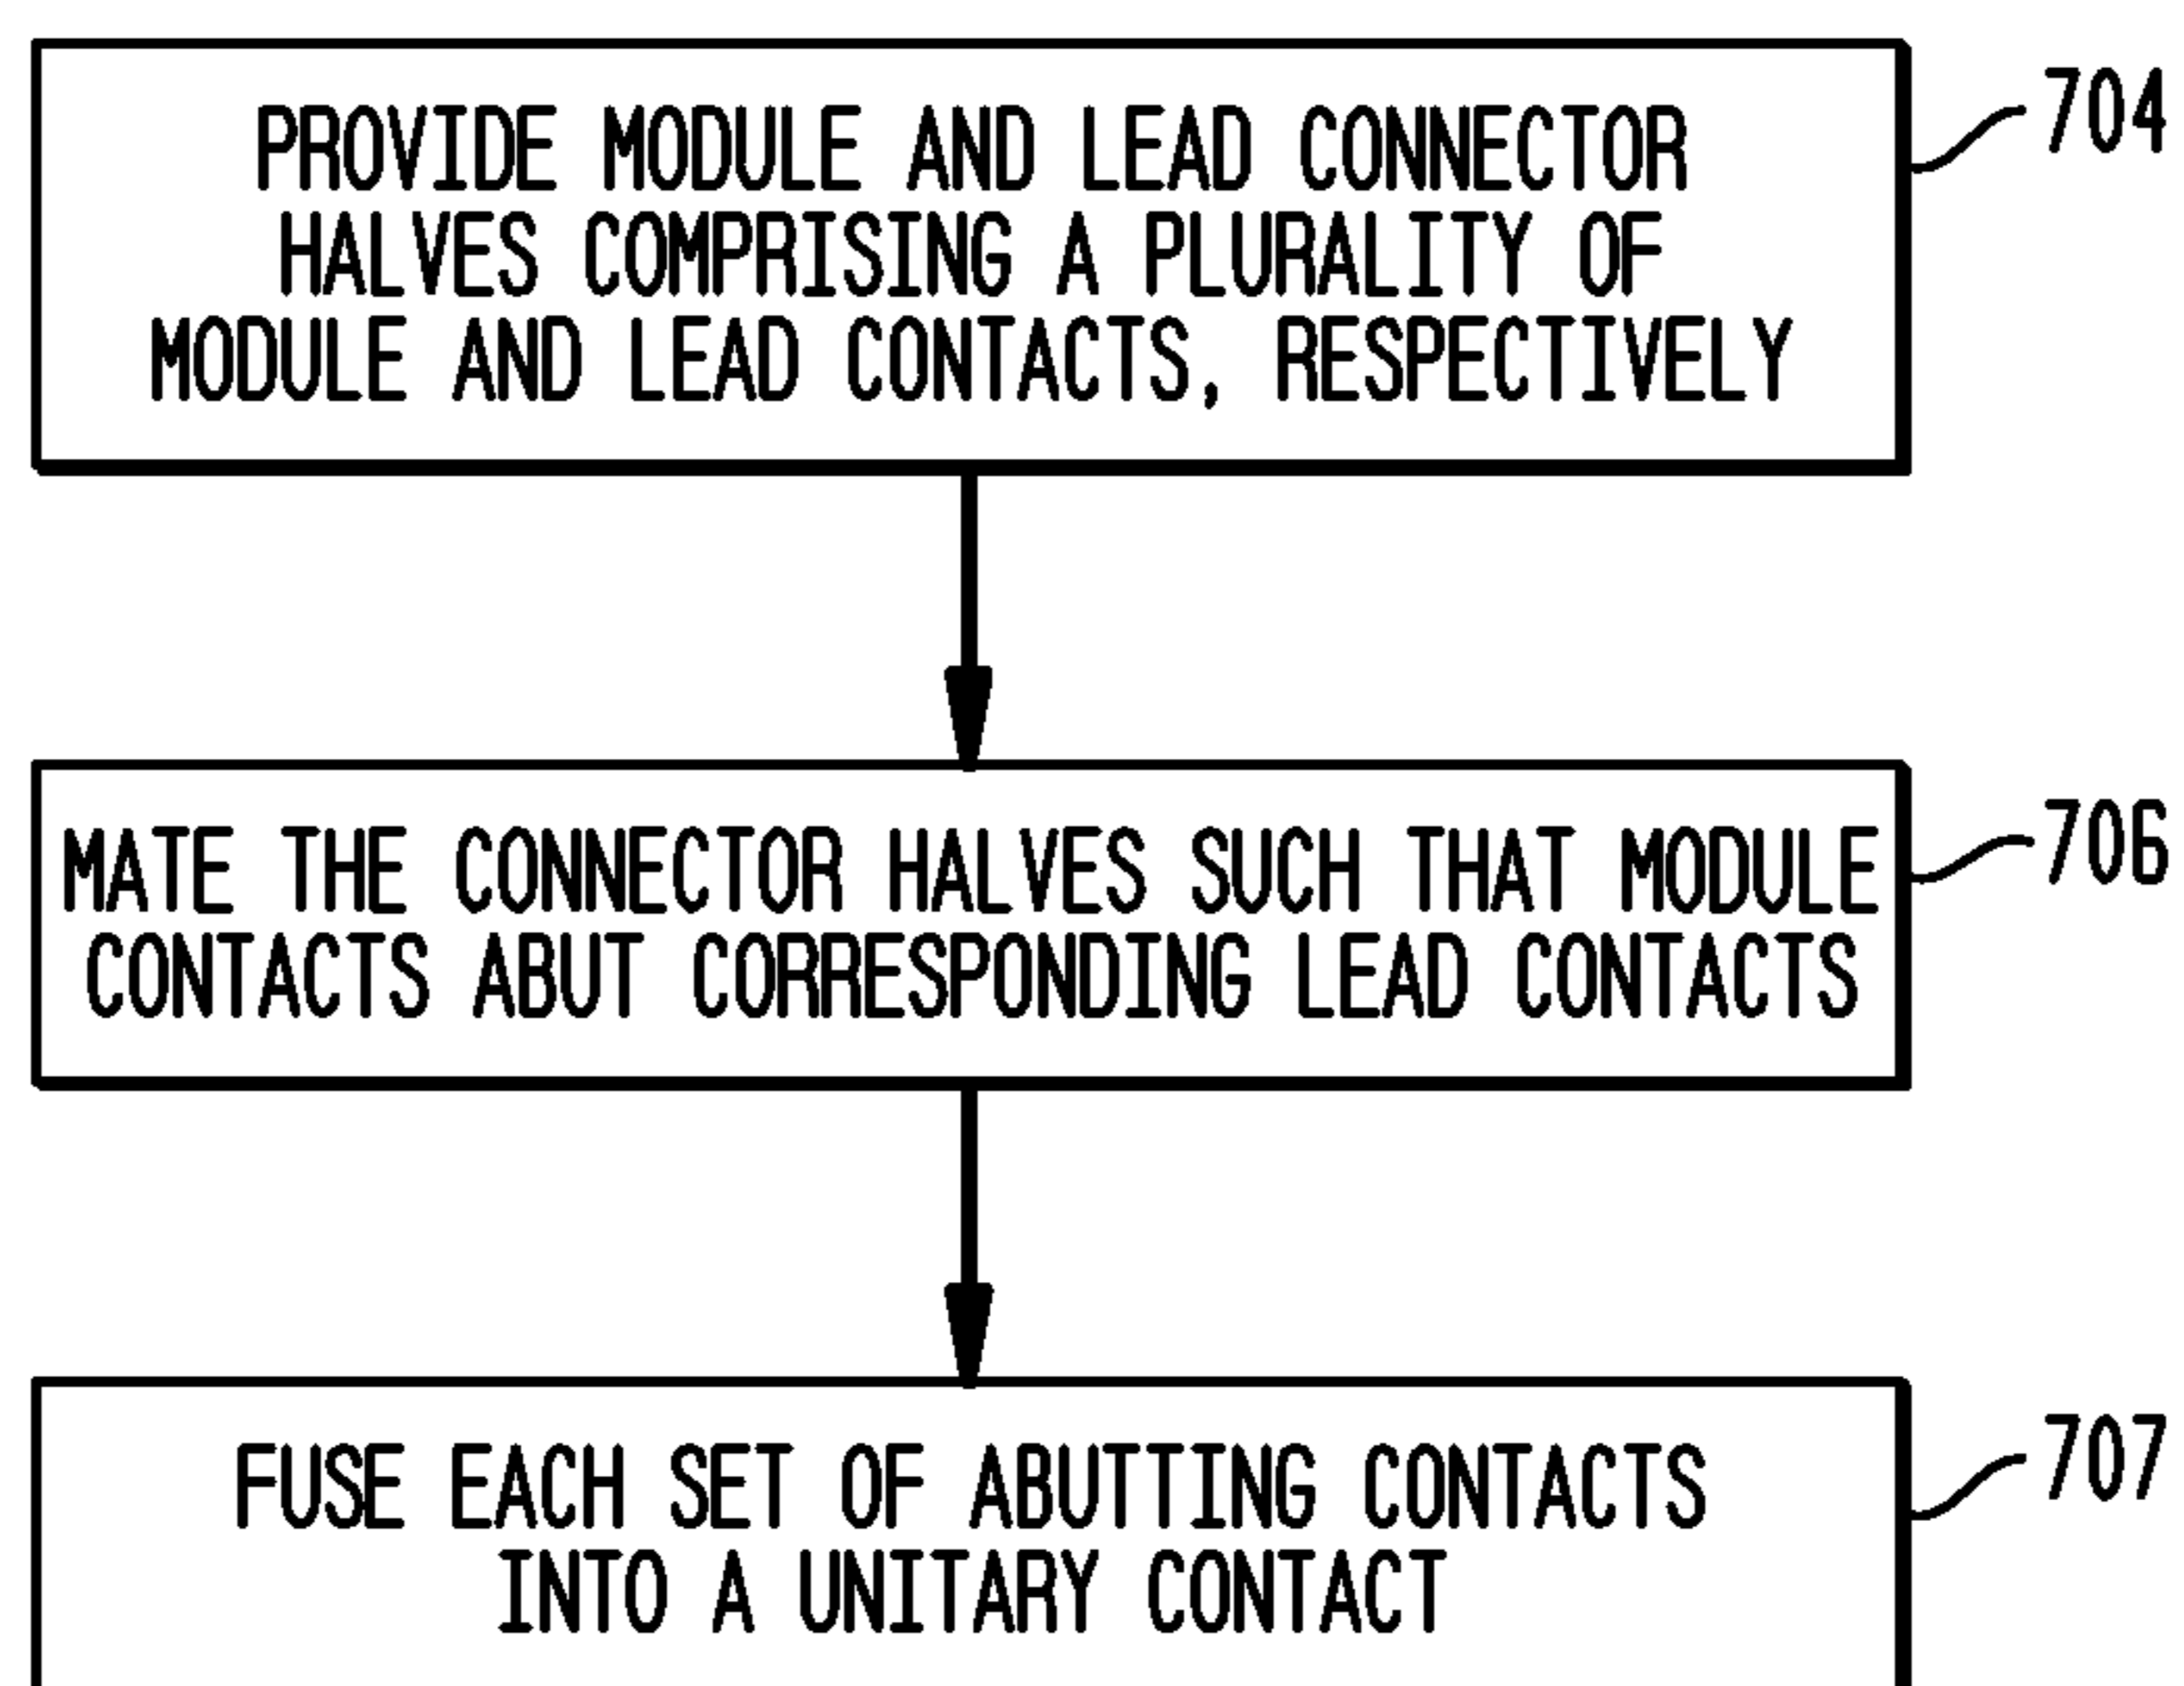 PROVIDE MODULE AND LEAD CONNECTOR
HALVES COMPRISING A PLURALITY OF
MODULE AND LEAD CONTACTS, RESPECTIVELY
704
MATE THE CONNECTOR HALVES SUCH THAT MODULE
CONTACTS ABUT CORRESPONDING LEAD CONTACTS
706
FUSE EACH SET OF ABUTTING CONTACTS
INTO A UNITARY CONTACT
707